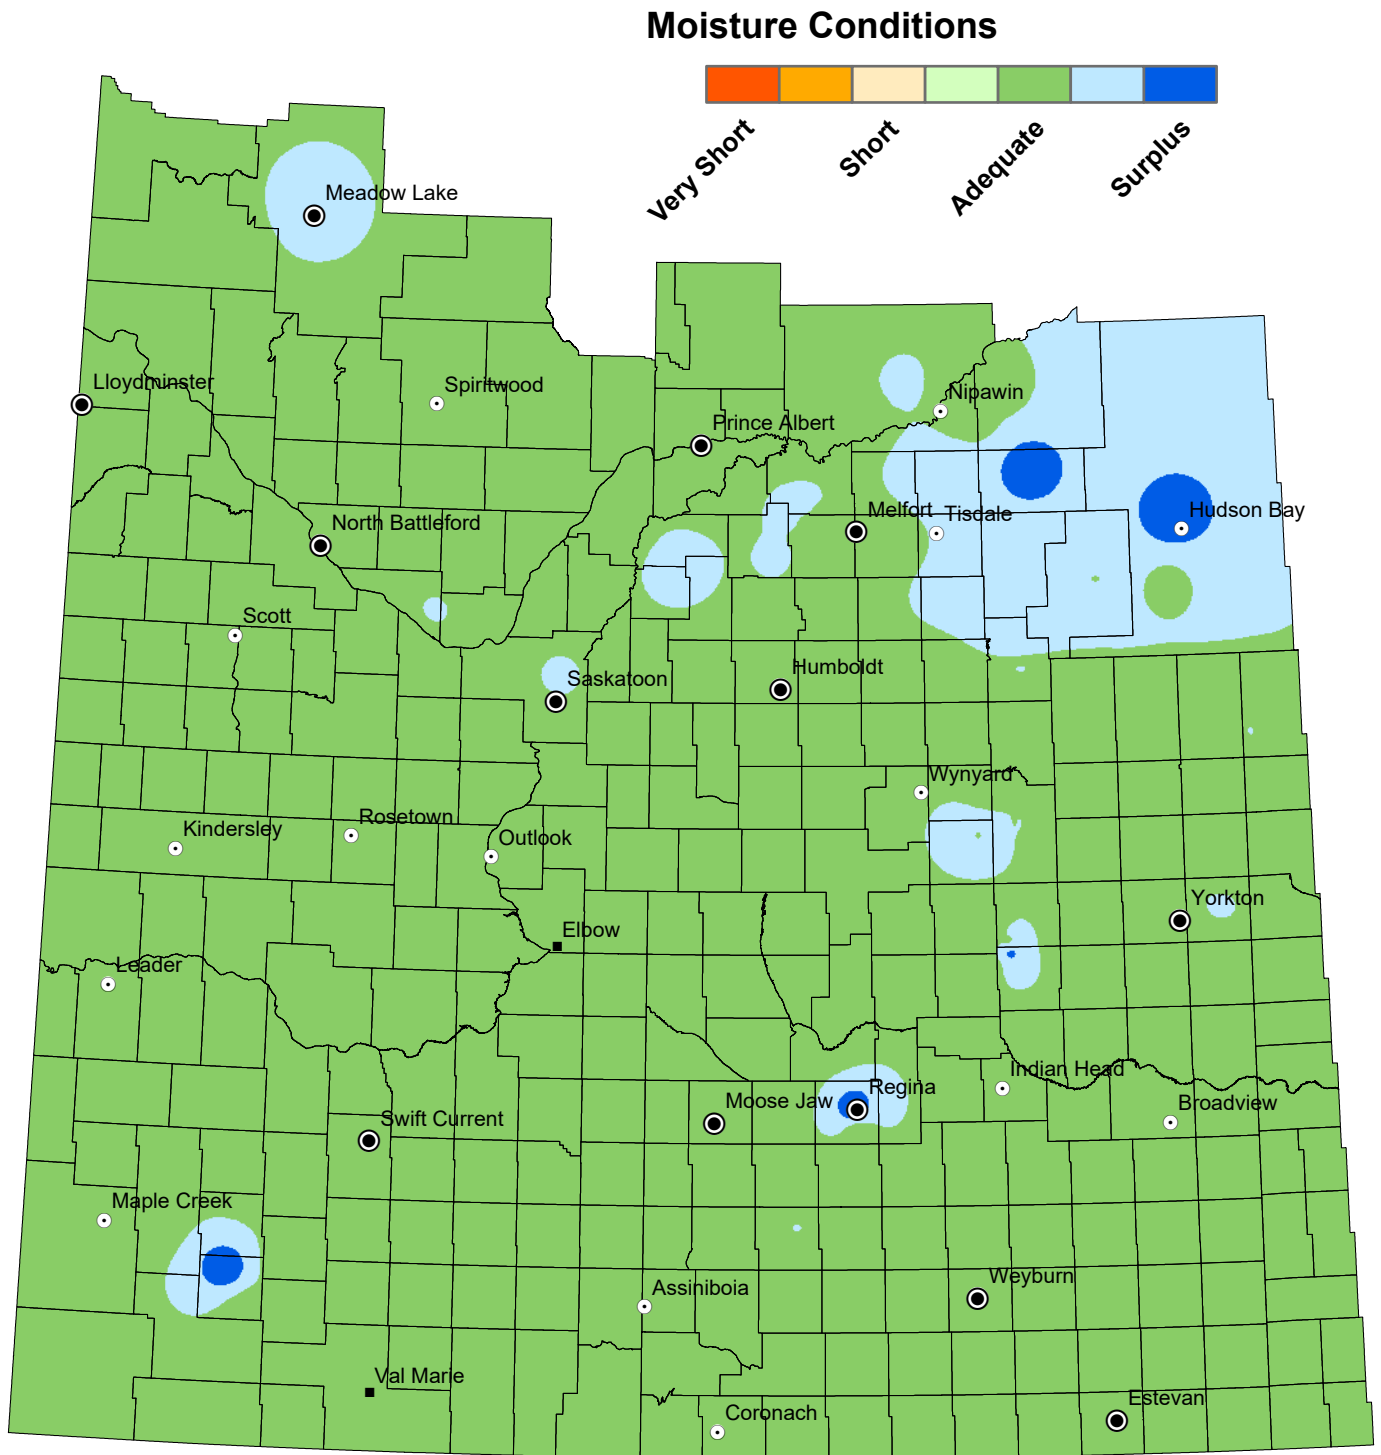 Moisture Conditions
Very Short
Short
Adequate
Surplus
Meadow Lake
Lloydminster
Spiritwood
Nipawin
Prince Albert
North Battleford
Melfort
Tisdale
Hudson Bay
Scott
Saskatoon
Humboldt
Wynyard
Kindersley
Rosetown
Outlook
Yorkton
Elbow
Leader
Indian Head
Regina
Moose Jaw
Broadview
Swift Current
Maple Creek
Assiniboia
Weyburn
Val Marie
Coronach
Estevan